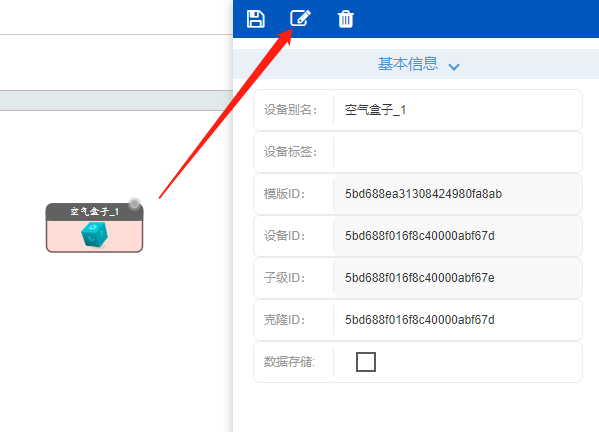 基本信息
设备别名: 空气盒子_1
设备标签:
模版ID: 5bd688ea31308424980fa8ab
设备ID: 5bd688f016f8c40000abf67d
子级ID: 5bd688f016f8c40000abf67e
克隆ID: 5bd688f016f8c40000abf67d
数据存储:
空气盒子_1